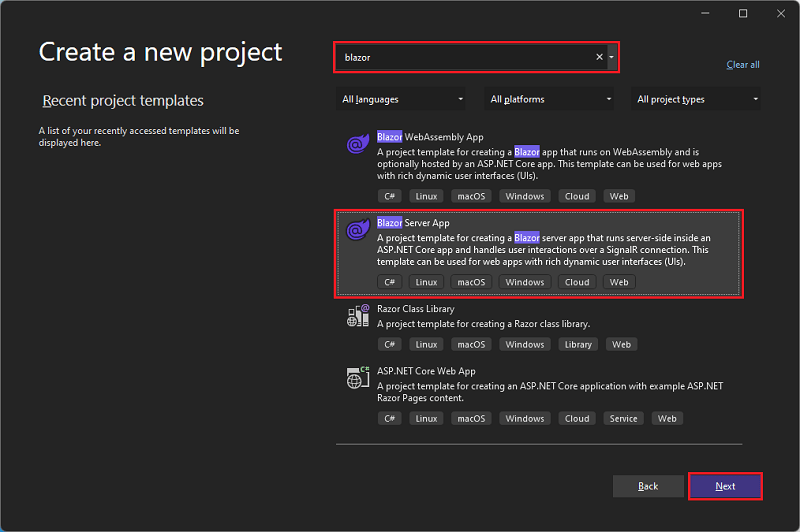 Create a new project
blazor
Clear all
Recent project templates
A list of your recently accessed templates will
be displayed here.
All languages
All platforms
All project types
Blazor WebAssembly App
A project template for creating a Blazor app that runs on WebAssembly and is
optionally hosted by an ASP.NET Core app. This template can be used for web apps
with rich dynamic user interfaces (UIs).
C# Linux macOS Windows Cloud Web
Blazor Server App
A project template for creating a Blazor server app that runs server-side inside an
ASP.NET Core app and handles user interactions over a SignalR connection. This
template can be used for web apps with rich dynamic user interfaces (UIs).
C# Linux macOS Windows Cloud Web
Razor Class Library
A project template for creating a Razor class library.
C# Linux macOS Windows Library Web
ASP.NET Core Web App
A project template for creating an ASP.NET Core application with example ASP.NET
Razor Pages content.
C# Linux macOS Windows Cloud Service Web
Back
Next